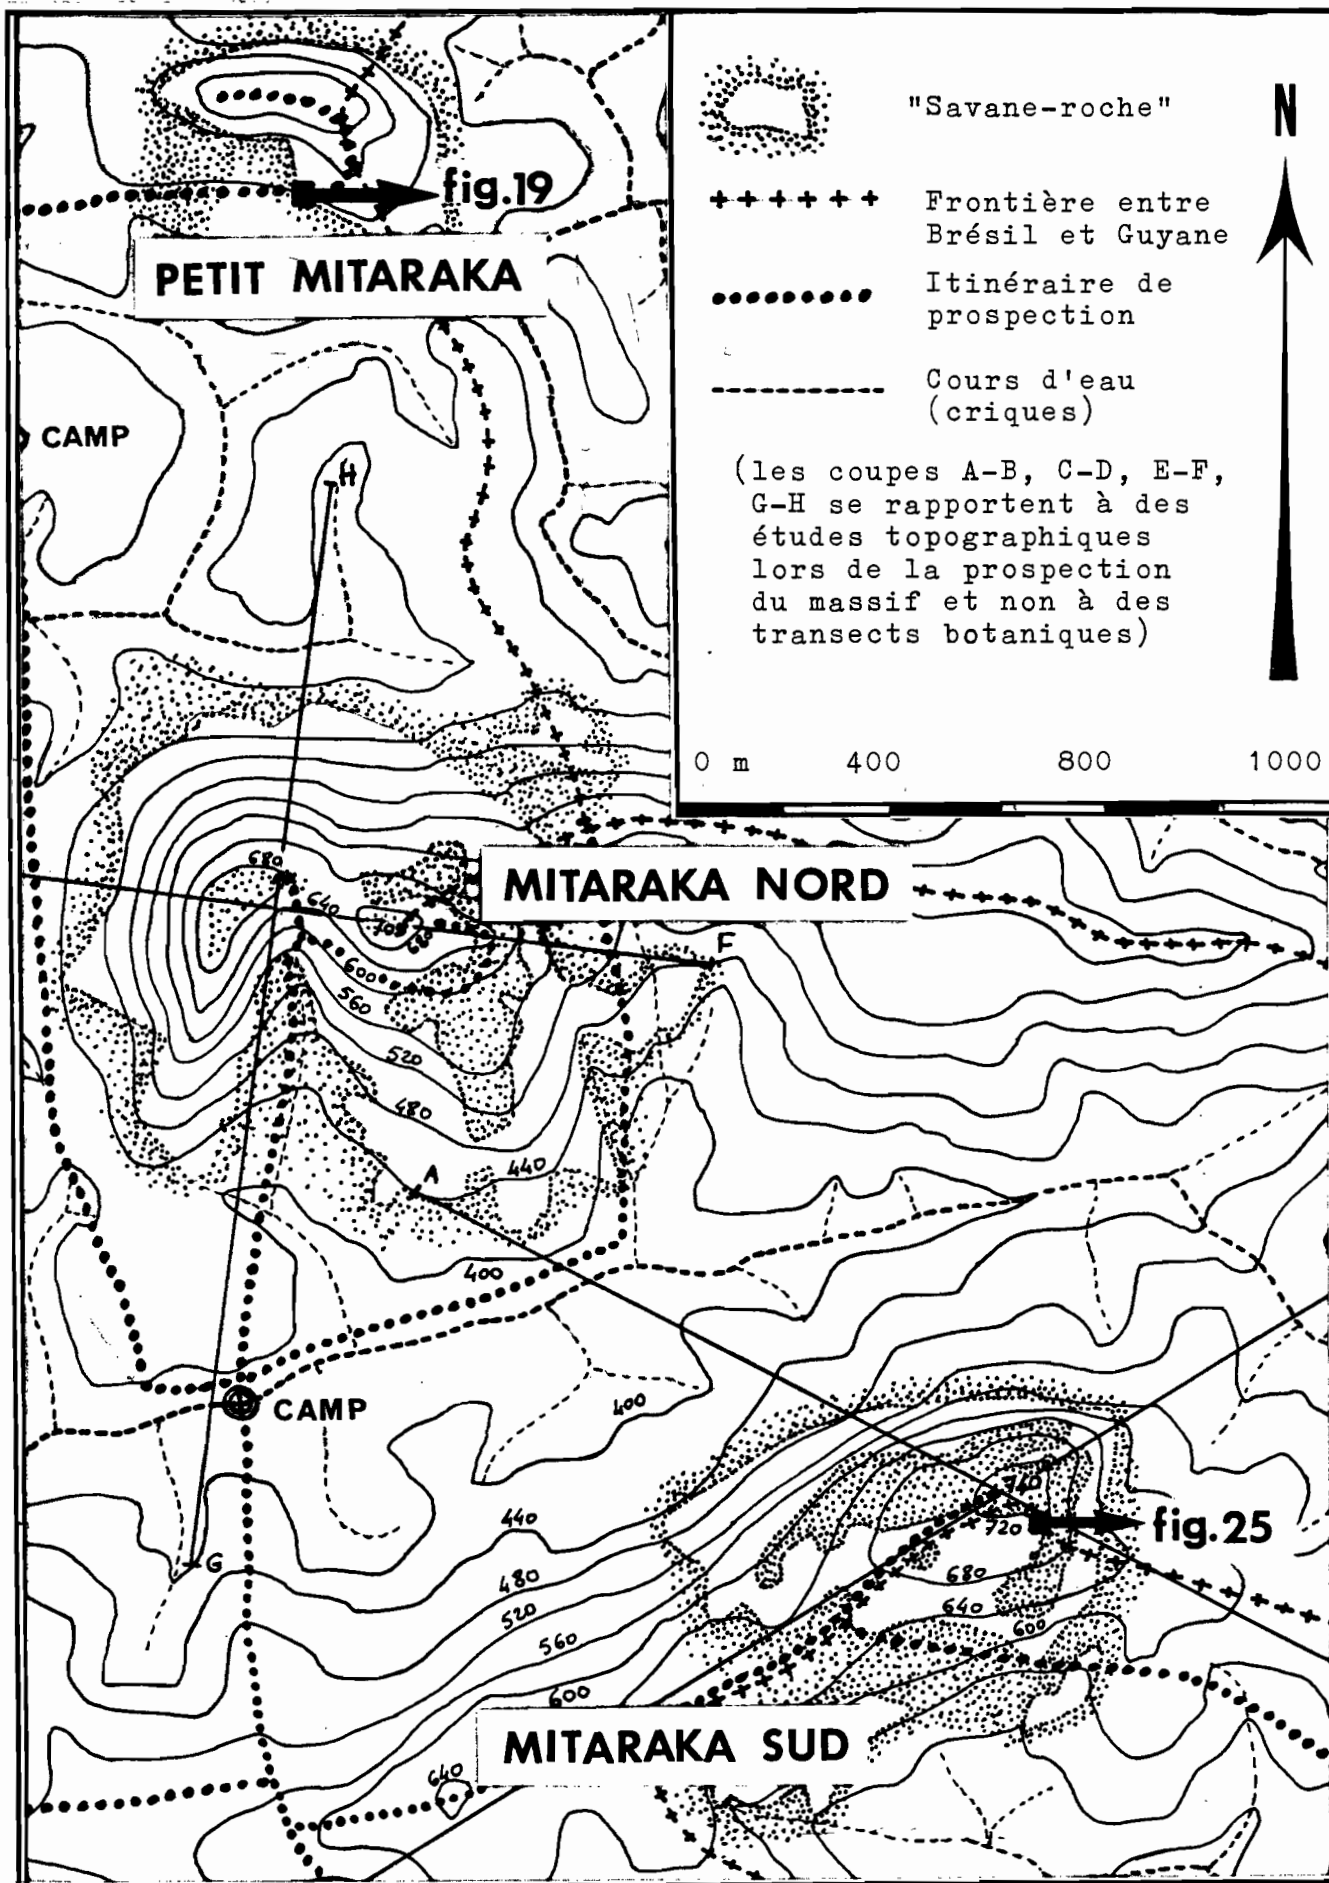 "Savane-roche"
N
Frontière entre
Brésil et Guyane
Itinéraire de
prospection
Cours d'eau
(criques)
(les coupes A-B, C-D, E-F,
G-H se rapportent à des
études topographiques
lors de la prospection
du massif et non à des
transects botaniques)
0 m 400 800 1000
fig.19
PETIT MITARAKA
CAMP
H
680
MITARAKA NORD
640
708
680
F
600
560
520
480
A
440
400
CAMP
400
G
440
480
520
560
600
740
720
fig.25
680
640
600
MITARAKA SUD
640